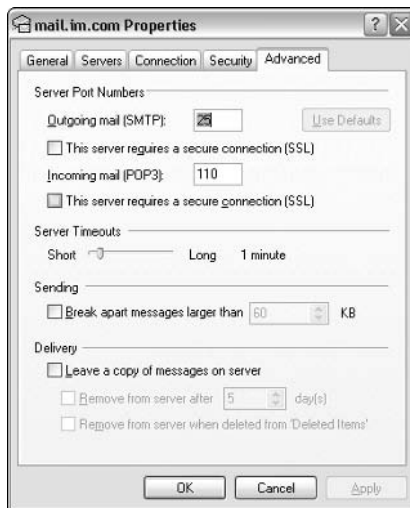 mail.im.com Properties
General Servers Connection Security Advanced
Server Port Numbers
Outgoing mail (SMTP): 25 Use Defaults
This server requires a secure connection (SSL)
Incoming mail (POP3): 110
This server requires a secure connection (SSL)
Server Timeouts
Short Long 1 minute
Sending
Break apart messages larger than 60 KB
Delivery
Leave a copy of messages on server
Remove from server after 5 day(s)
Remove from server when deleted from 'Deleted Items'
OK Cancel Apply